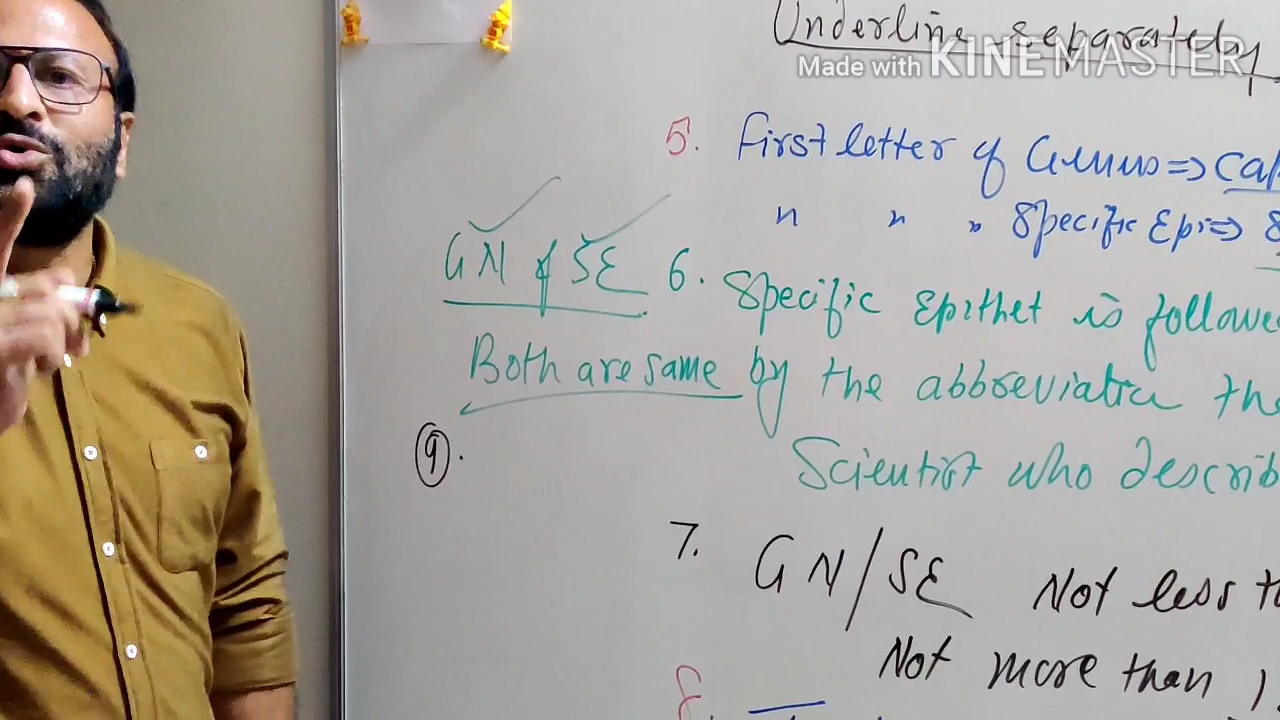 Underline separately
Made with KINEMASTER
5. First letter of Genus ⇒ Cap
" " " Specific Epi ⇒ S
GN & SE
6. Specific Epithet is followe
Both are same
by the abbreviation the
9.
Scientist who describ
7. GN/SE Not less t
Not more than 1
8.